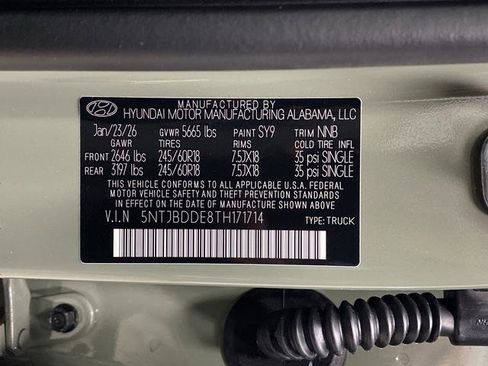 MANUFACTURED BY
HYUNDAI MOTOR MANUFACTURING ALABAMA, LLC
Jan/23/26 GVWR 5665 lbs PAINT SY9 TRIM NNB
GAWR TIRES RIMS COLD TIRE INFL
FRONT 2646 lbs 245/60R18 7.5JX18 35 psi SINGLE
REAR 3197 lbs 245/60R18 7.5JX18 35 psi SINGLE
THIS VEHICLE CONFORMS TO ALL APPLICABLE U.S.A. FEDERAL
MOTOR VEHICLE SAFETY AND THEFT PREVENTION STANDARDS
IN EFFECT ON THE DATE OF MANUFACTURE SHOWN ABOVE.
V.I.N 5NTJBDDE8TH171714 TYPE: TRUCK